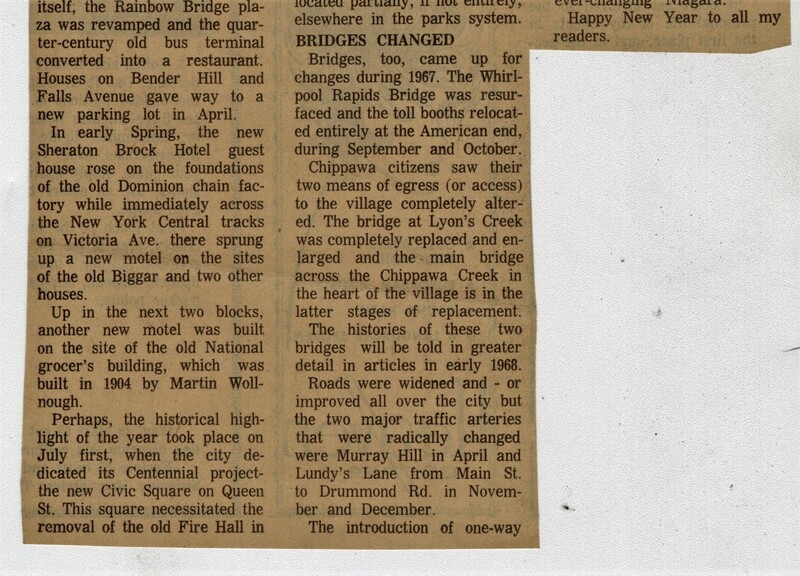 itself, the Rainbow Bridge pla-
za was revamped and the quar-
ter-century old bus terminal
converted into a restaurant.
Houses on Bender Hill and
Falls Avenue gave way to a
new parking lot in April.
In early Spring, the new
Sheraton Brock Hotel guest
house rose on the foundations
of the old Dominion chain fac-
tory while immediately across
the New York Central tracks
on Victoria Ave. there sprung
up a new motel on the sites
of the old Biggar and two other
houses.
Up in the next two blocks,
another new motel was built
on the site of the old National
grocer's building, which was
built in 1904 by Martin Woll-
nough.
Perhaps, the historical high-
light of the year took place on
July first, when the city de-
dicated its Centennial project-
the new Civic Square on Queen
St. This square necessitated the
removal of the old Fire Hall in
located partially, if not entirely,
elsewhere in the parks system.
BRIDGES CHANGED
Bridges, too, came up for
changes during 1967. The Whirl-
pool Rapids Bridge was resur-
faced and the toll booths relocat-
ed entirely at the American end,
during September and October.
Chippawa citizens saw their
two means of egress (or access)
to the village completely alter-
ed. The bridge at Lyon's Creek
was completely replaced and en-
larged and the main bridge
across the Chippawa Creek in
the heart of the village is in the
latter stages of replacement.
The histories of these two
bridges will be told in greater
detail in articles in early 1968.
Roads were widened and - or
improved all over the city but
the two major traffic arteries
that were radically changed
were Murray Hill in April and
Lundy's Lane from Main St.
to Drummond Rd. in Novem-
ber and December.
The introduction of one-way
ever-changing Niagara.
Happy New Year to all my
readers.